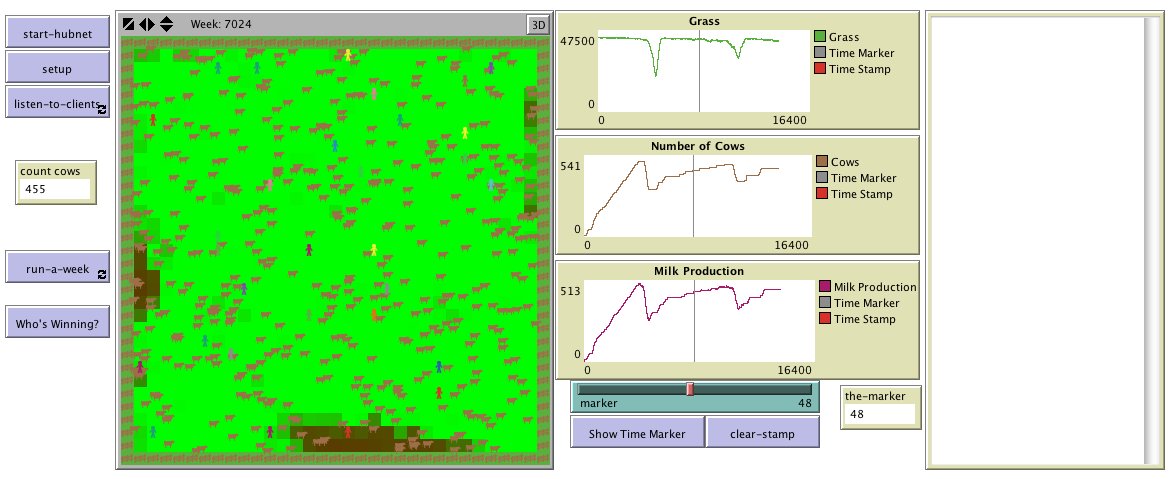 start-hubnet
setup
listen-to-clients
count cows
455
run-a-week
Who's Winning?
Week: 7024
3D
Grass
47500
0
0
16400
Grass
Time Marker
Time Stamp
Number of Cows
541
0
0
16400
Cows
Time Marker
Time Stamp
Milk Production
513
0
0
16400
Milk Production
Time Marker
Time Stamp
marker 48
Show Time Marker
clear-stamp
the-marker
48